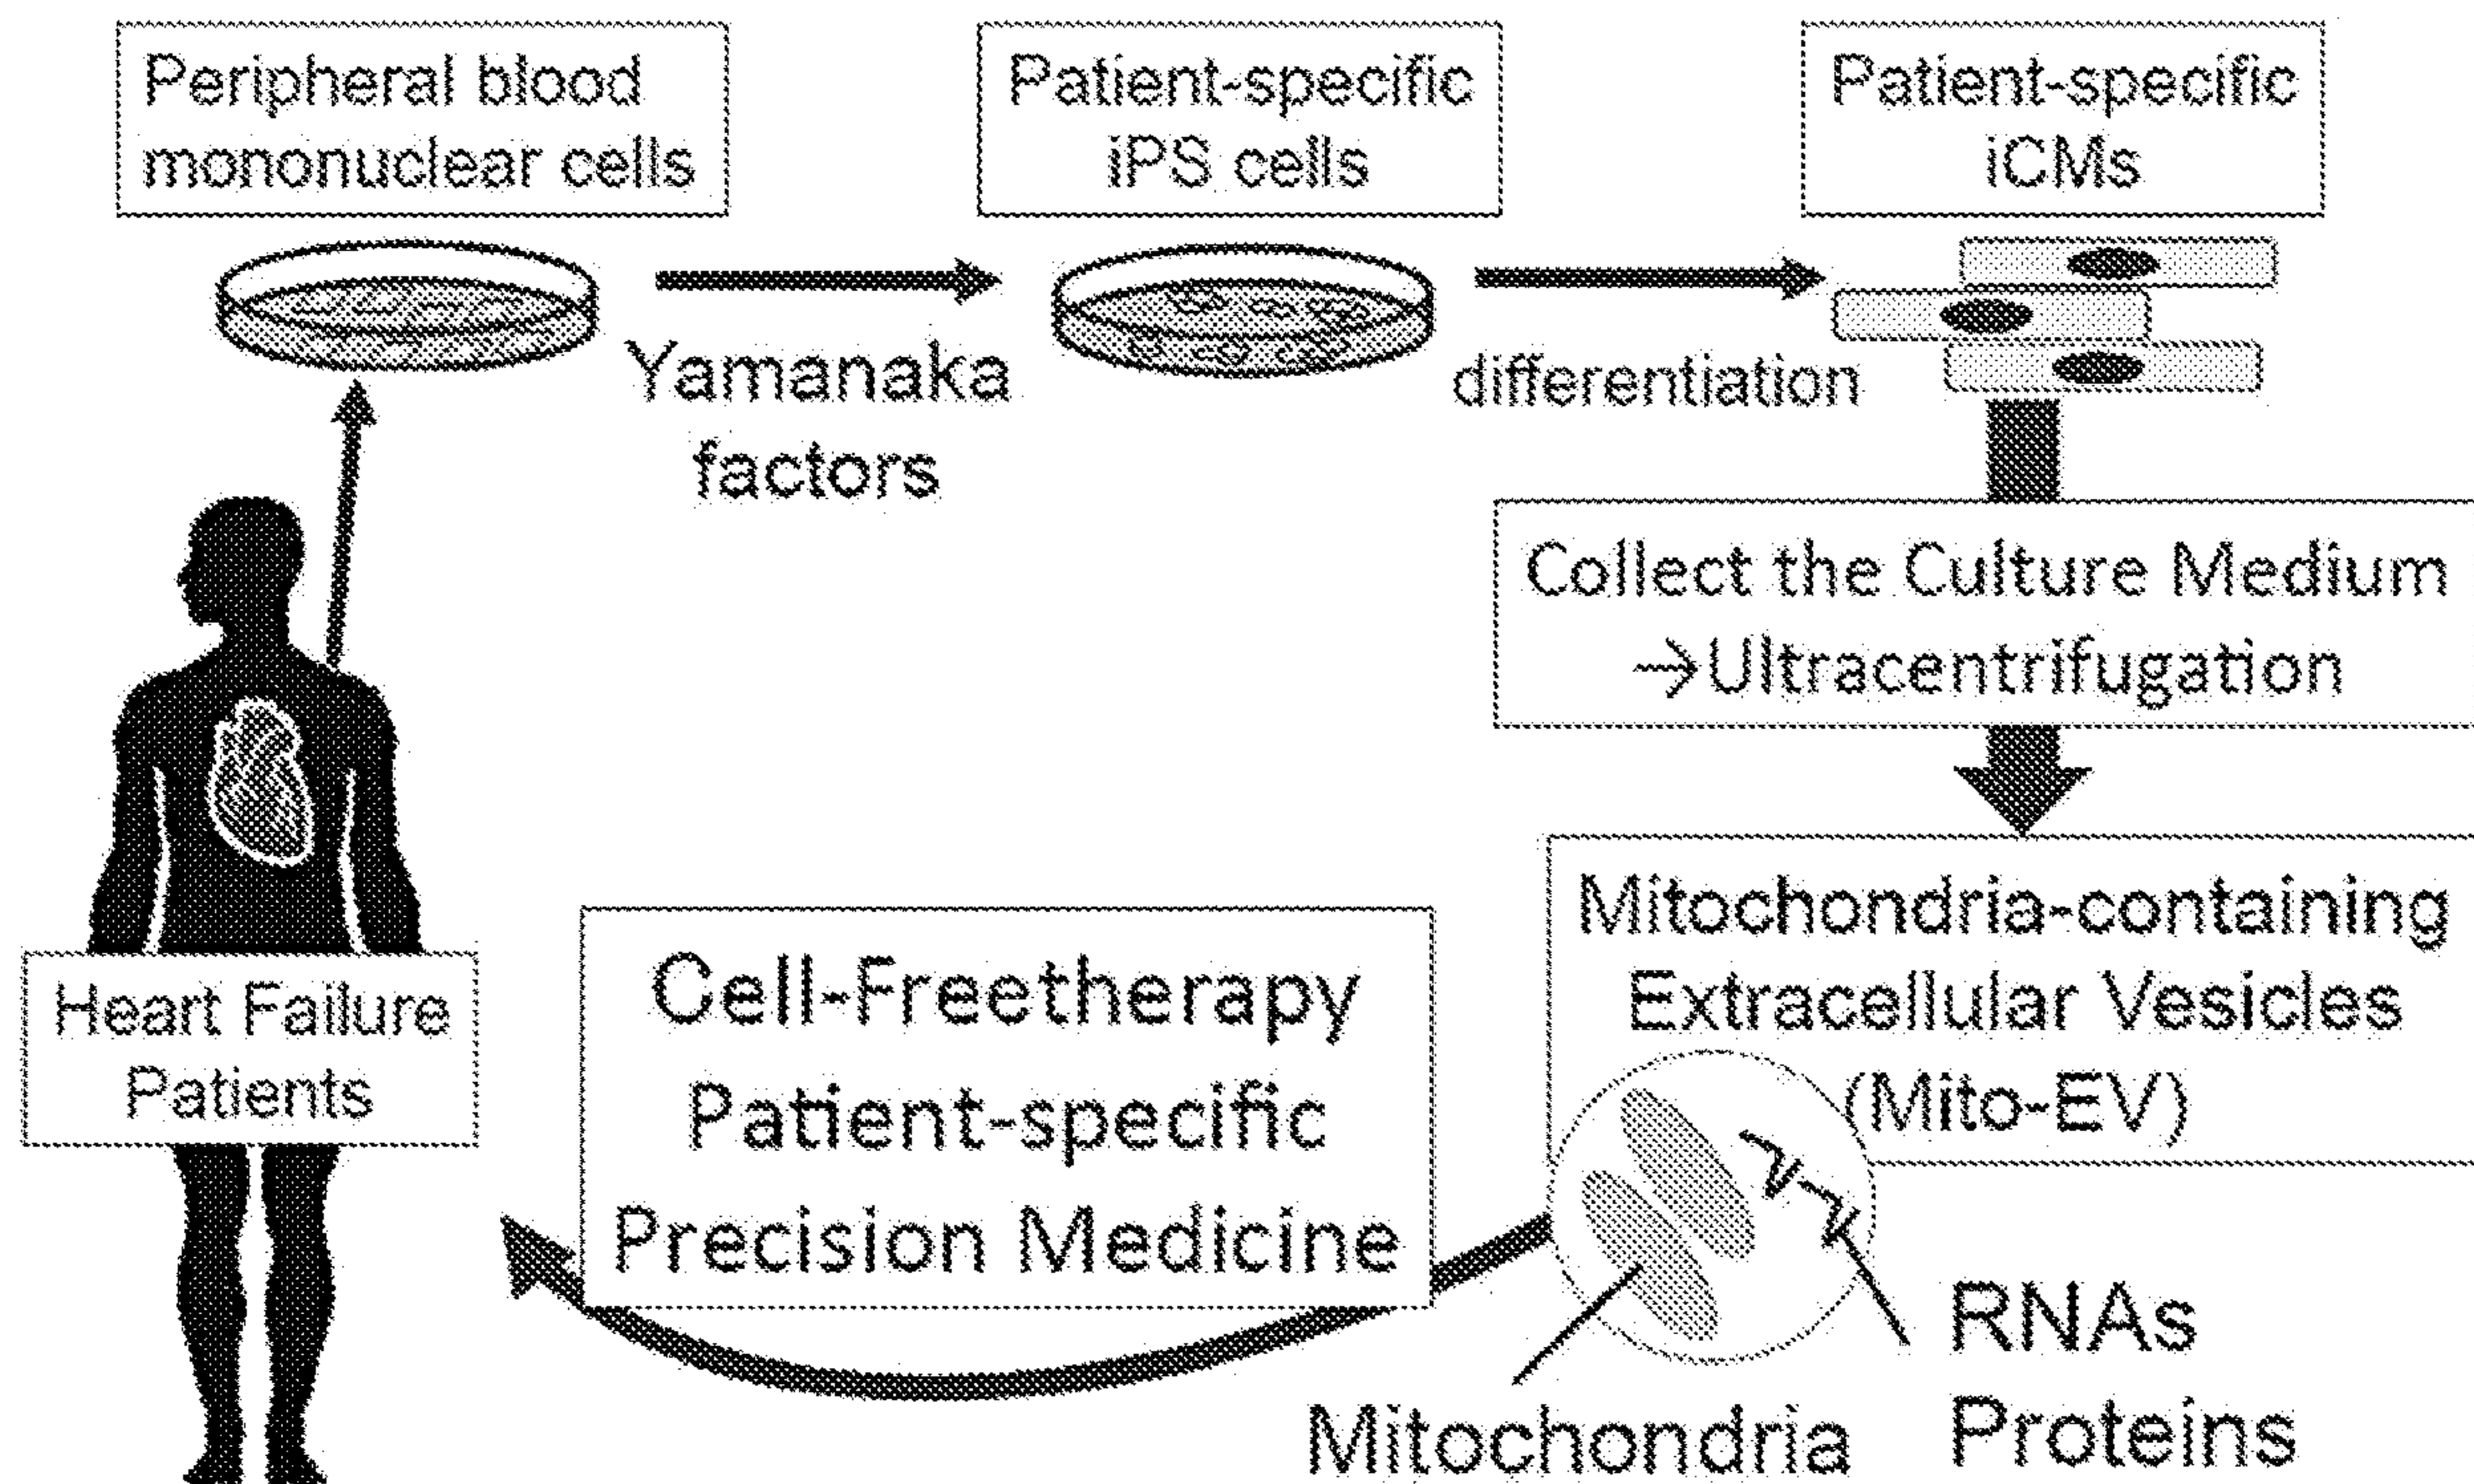 Peripheral blood
mononuclear cells
Patient-specific
iPS cells
Patient-specific
iCMs
Yamanaka
factors
differentiation
Collect the Culture Medium
→Ultracentrifugation
Mitochondria-containing
Extracellular Vesicles
(Mito-EV)
Heart Failure
Patients
Cell-Freetherapy
Patient-specific
Precision Medicine
Mitochondria
RNAs
Proteins